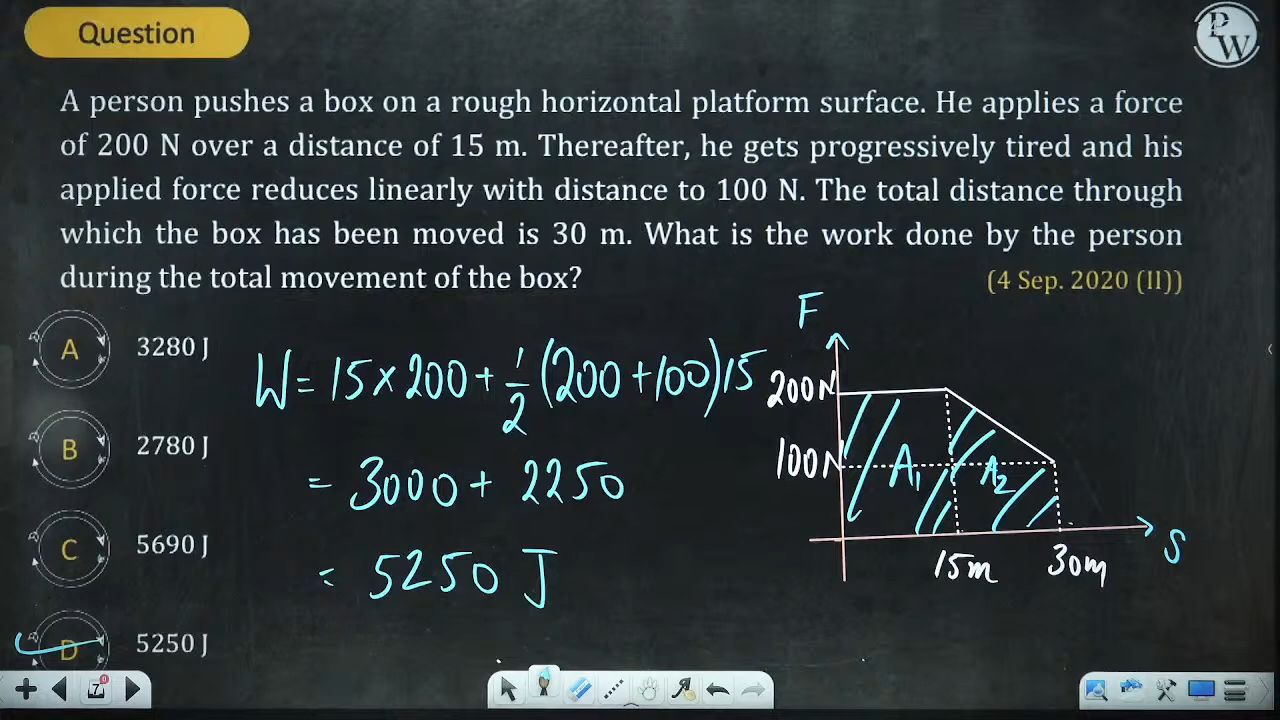 Question
PW
A person pushes a box on a rough horizontal platform surface. He applies a force
of 200 N over a distance of 15 m. Thereafter, he gets progressively tired and his
applied force reduces linearly with distance to 100 N. The total distance through
which the box has been moved is 30 m. What is the work done by the person
during the total movement of the box?
(4 Sep. 2020 (II))
A 3280 J
B 2780 J
C 5690 J
D 5250 J
W = 15 × 200 + 1/2 (200 + 100) 15
= 3000 + 2250
= 5250 J
F
200N
100N
A₁ A₂
15m 30m
S
7
0